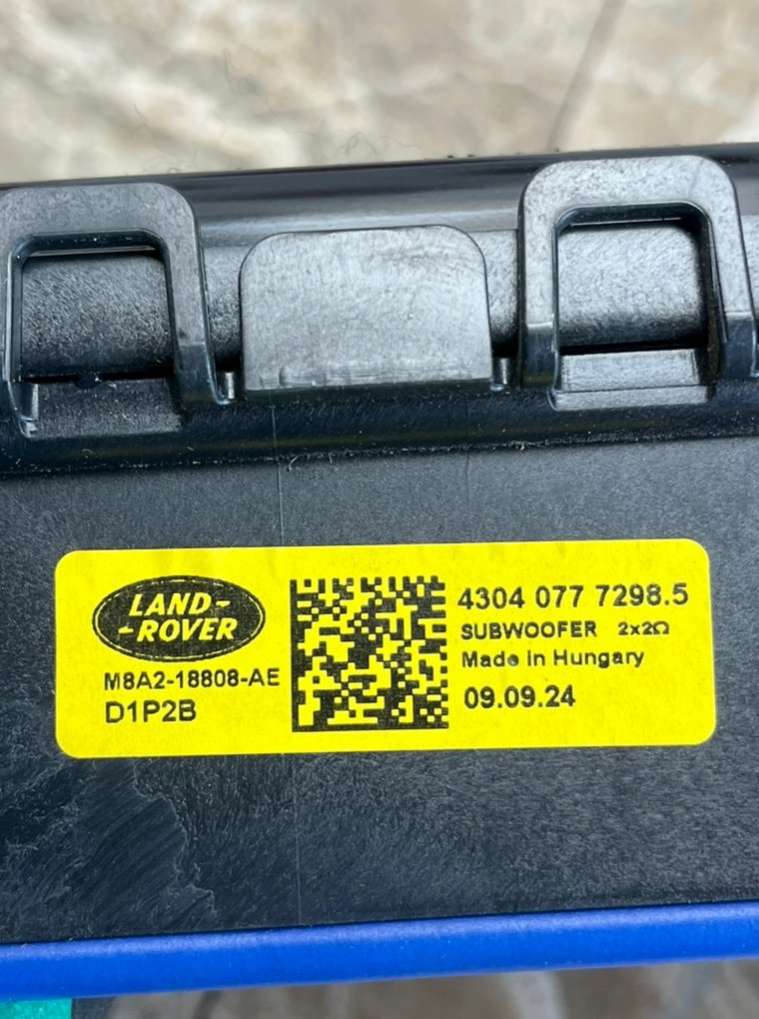 LAND-
-ROVER
M8A2-18808-AE
D1P2B
4304 077 7298.5
SUBWOOFER 2x2Ω
Made in Hungary
09.09.24